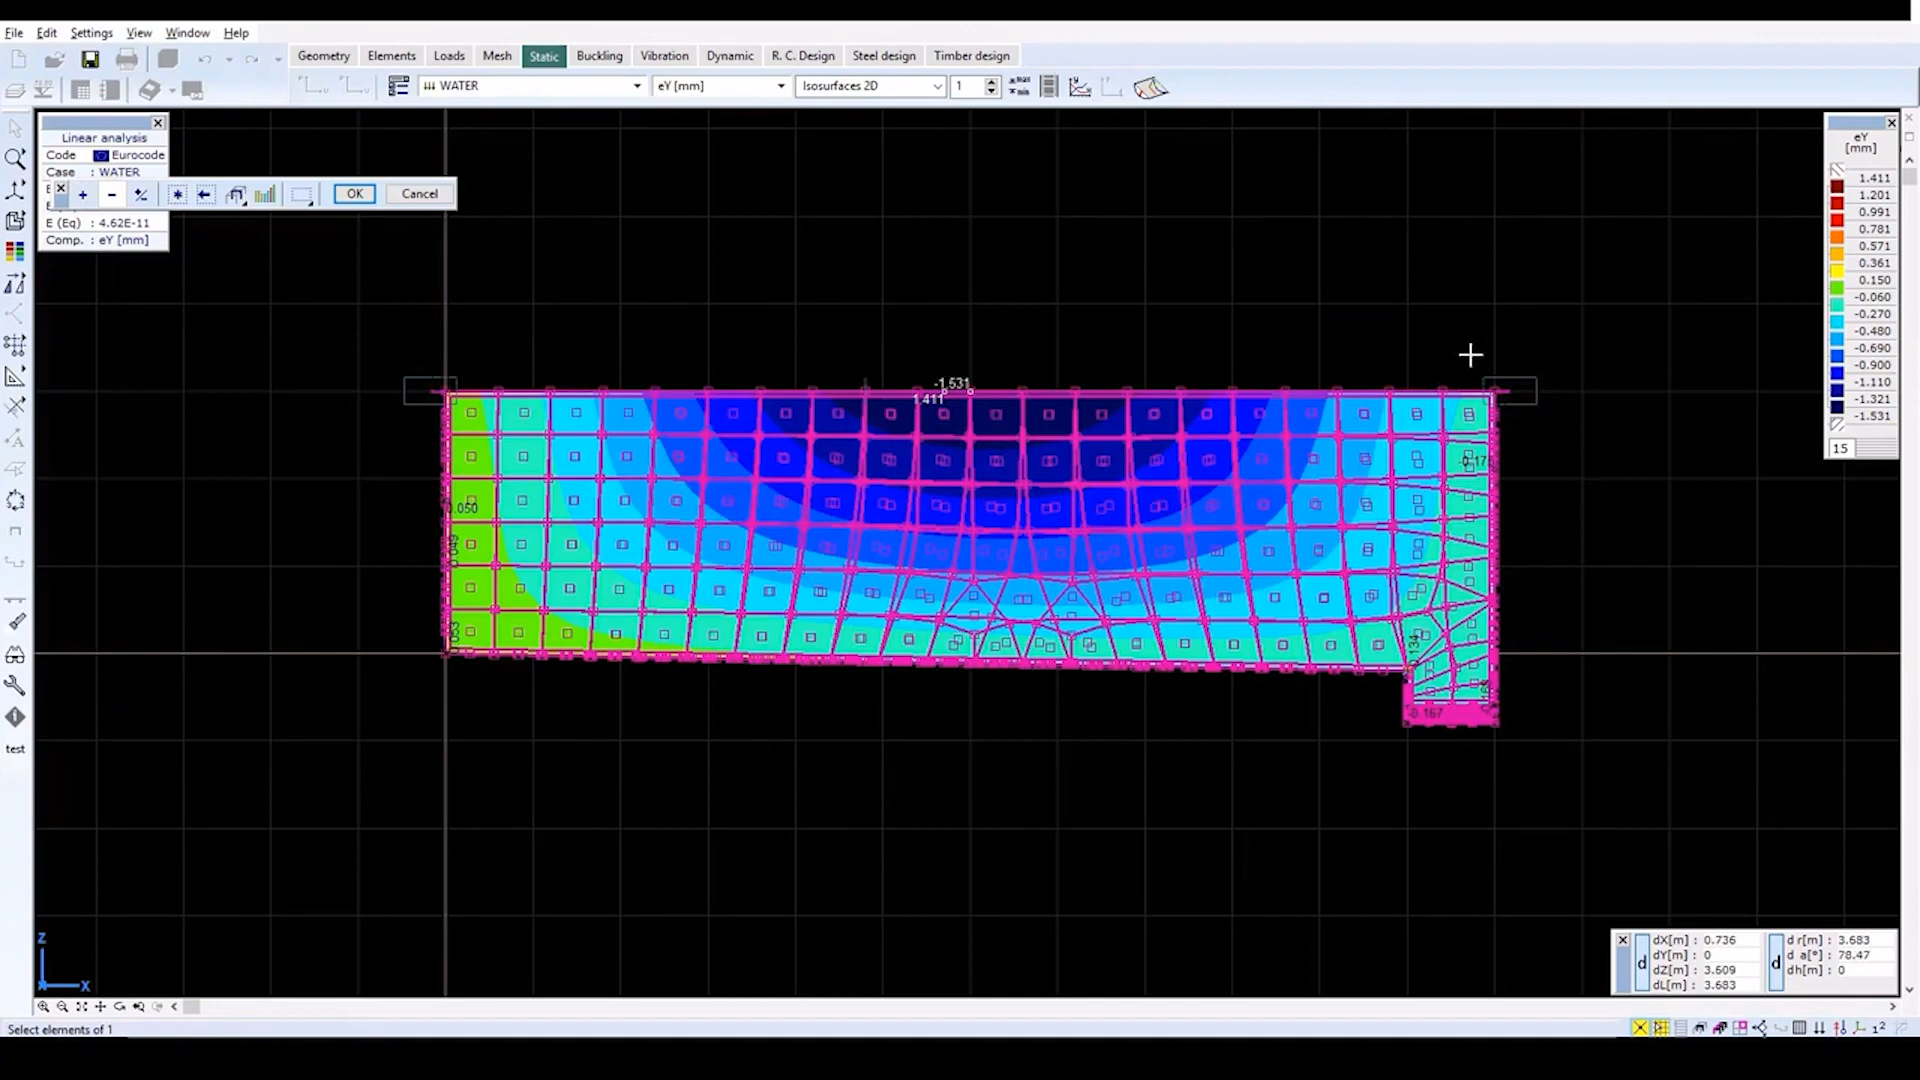 File Edit Settings View Window Help
Geometry Elements Loads Mesh Static Buckling Vibration Dynamic R. C. Design Steel design Timber design
WATER eY [mm] Isosurfaces 2D 1
Linear analysis
Code Eurocode
Case : WATER
OK Cancel
E (Eq) : 4.62E-11
Comp. : eY [mm]
eY
[mm]
1.411
1.201
0.991
0.781
0.571
0.361
0.150
-0.060
-0.270
-0.480
-0.690
-0.900
-1.110
-1.321
-1.531
15
-1.531
1.411
0.050
-0.167
test
Z
X
d
dX[m] : 0.736
dY[m] : 0
dZ[m] : 3.609
dL[m] : 3.683
d
d r[m] : 3.683
d a[°] : 78.47
dh[m] : 0
Select elements of 1